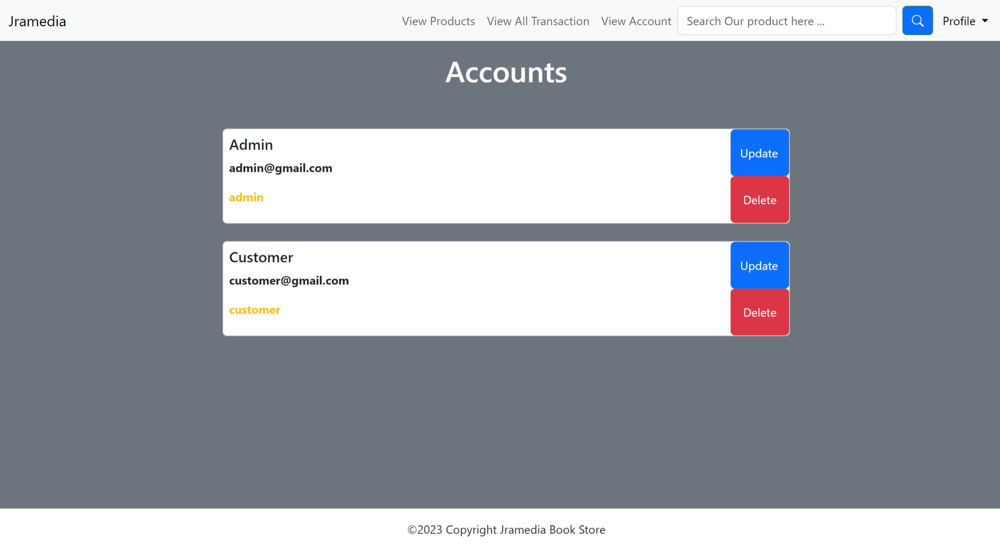 Jramedia
View Products View All Transaction View Account Search Our product here ... Profile
Accounts
Admin
admin@gmail.com
admin
Update
Delete
Customer
customer@gmail.com
customer
Update
Delete
©2023 Copyright Jramedia Book Store